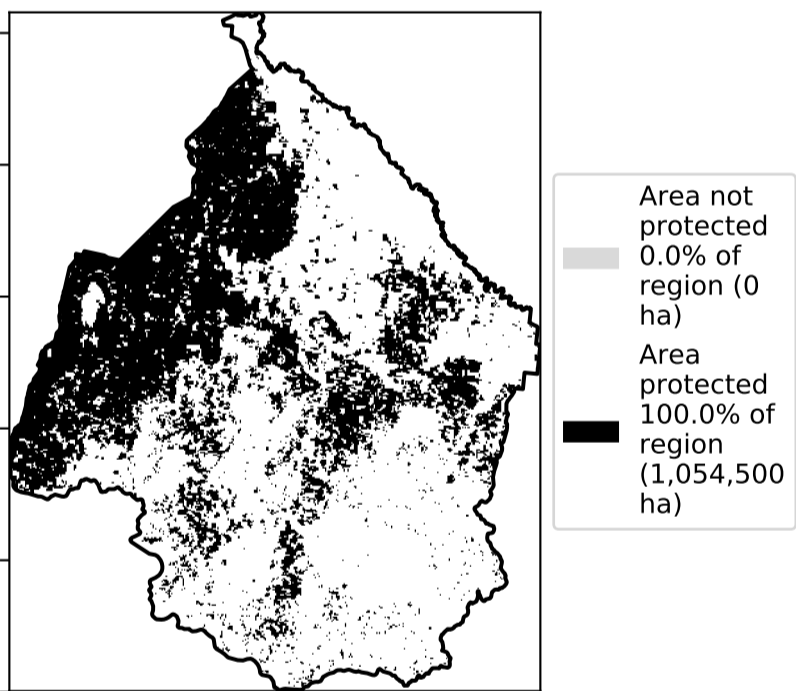 Area not
protected
0.0% of
region (0
ha)
Area
protected
100.0% of
region
(1,054,500
ha)